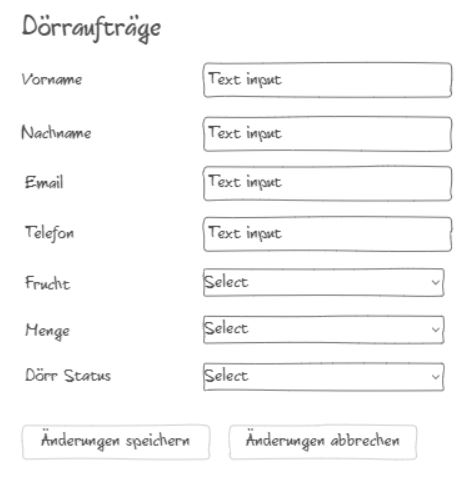 Dörraufträge
Vorname Text input
Nachname Text input
Email Text input
Telefon Text input
Frucht Select
Menge Select
Dörr Status Select
Änderungen speichern Änderungen abbrechen